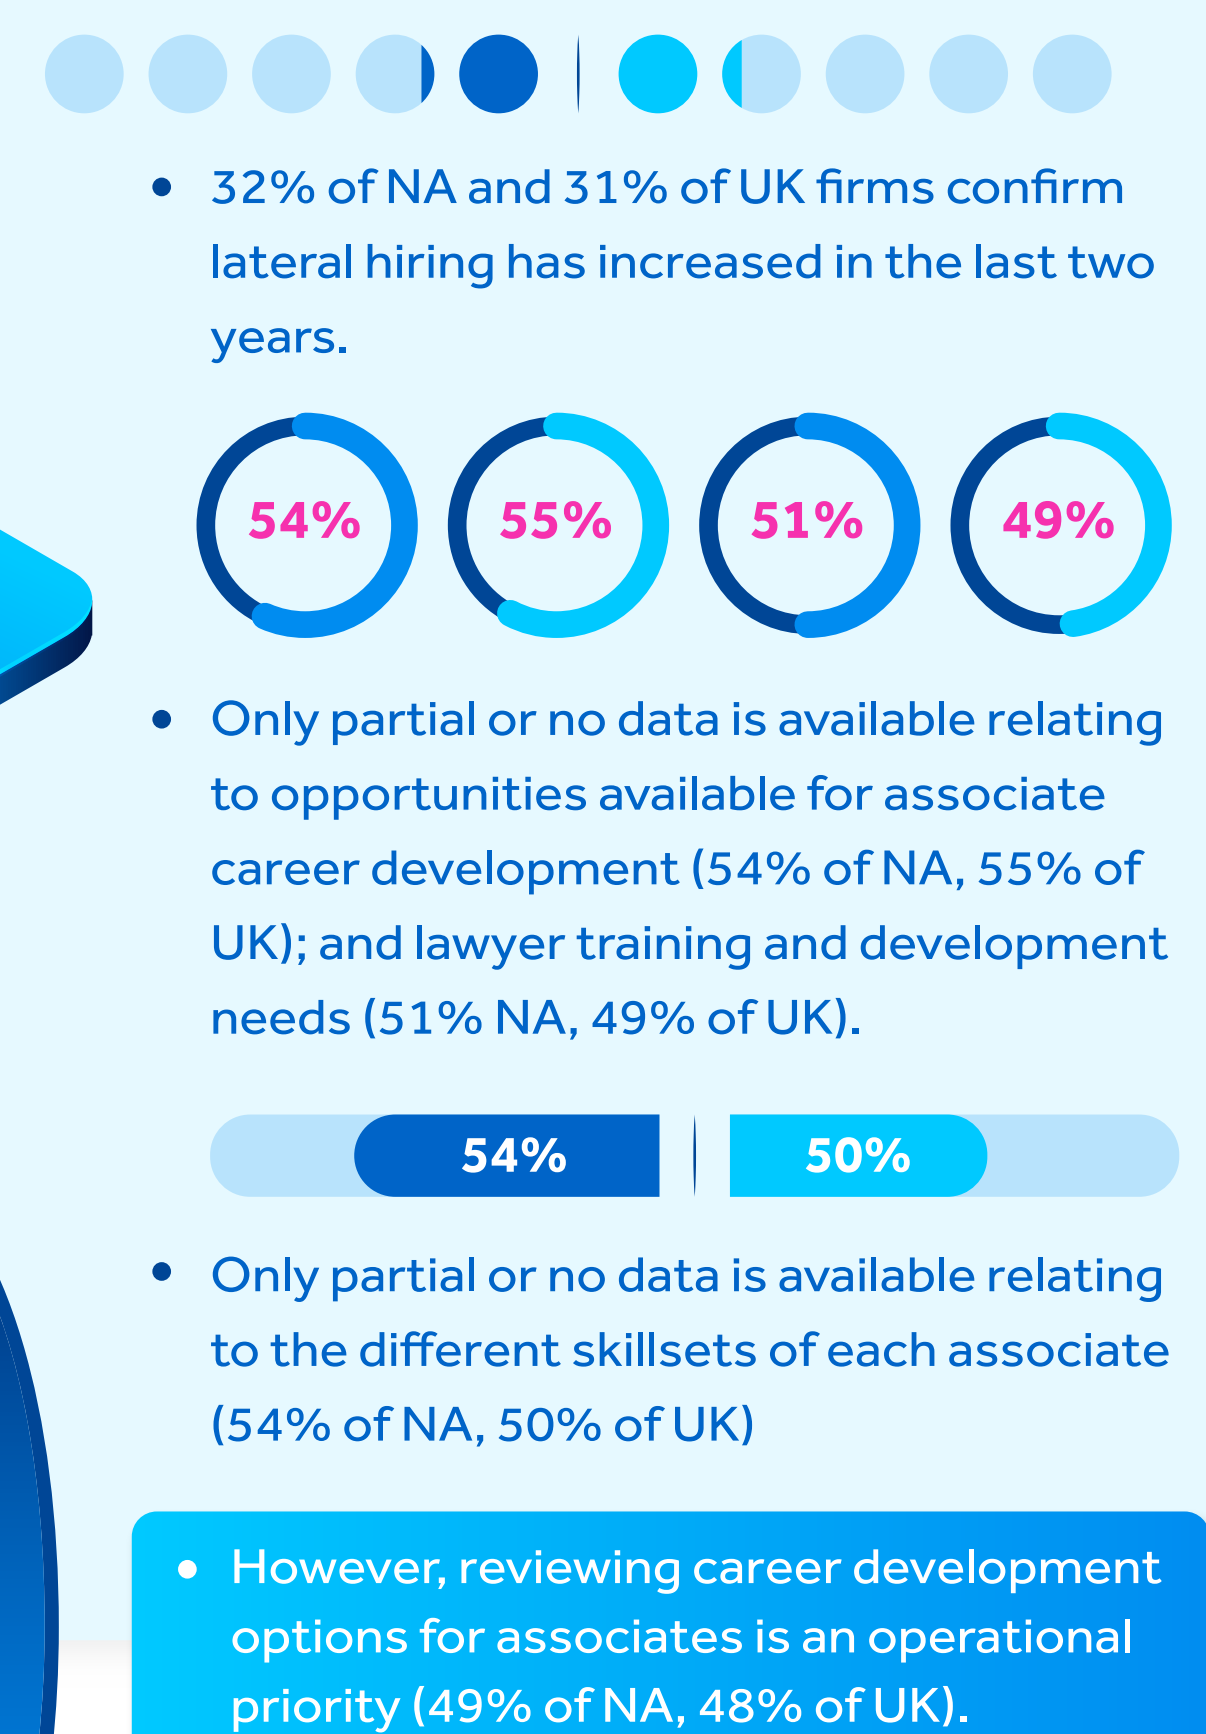 • 32% of NA and 31% of UK firms confirm
lateral hiring has increased in the last two
years.
54% 55% 51% 49%
• Only partial or no data is available relating
to opportunities available for associate
career development (54% of NA, 55% of
UK); and lawyer training and development
needs (51% NA, 49% of UK).
54% 50%
• Only partial or no data is available relating
to the different skillsets of each associate
(54% of NA, 50% of UK)
• However, reviewing career development
options for associates is an operational
priority (49% of NA, 48% of UK).